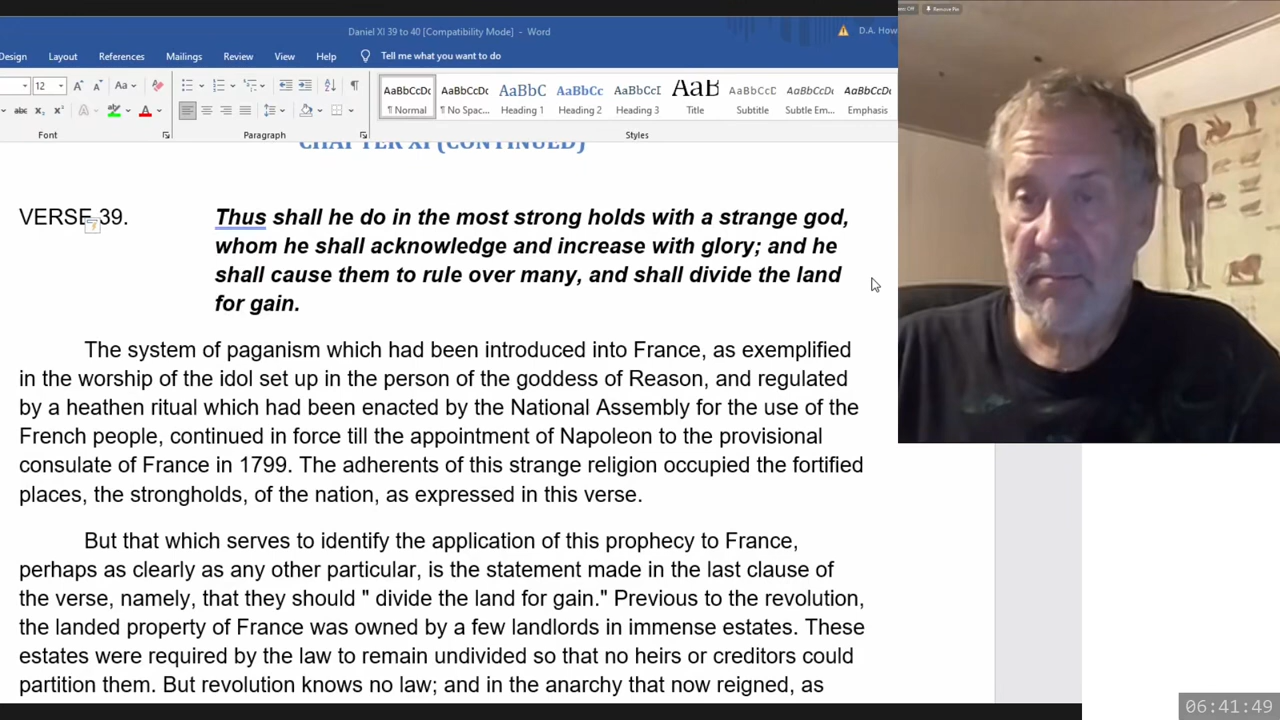 Remove Pin
Daniel XI 39 to 40 [Compatibility Mode] - Word
D.A. How
Design Layout References Mailings Review View Help Tell me what you want to do
12 Aa
AaBbCcDc AaBbCcDc AaBbC AaBbCc AaBbCcI AaB AaBbCcD AaBbCcDc AaBbCcDc
¶ Normal ¶ No Spac... Heading 1 Heading 2 Heading 3 Title Subtitle Subtle Em... Emphasis
Font Paragraph Styles
CHAPTER XI (CONTINUED)
VERSE 39. Thus shall he do in the most strong holds with a strange god,
whom he shall acknowledge and increase with glory; and he
shall cause them to rule over many, and shall divide the land
for gain.
The system of paganism which had been introduced into France, as exemplified
in the worship of the idol set up in the person of the goddess of Reason, and regulated
by a heathen ritual which had been enacted by the National Assembly for the use of the
French people, continued in force till the appointment of Napoleon to the provisional
consulate of France in 1799. The adherents of this strange religion occupied the fortified
places, the strongholds, of the nation, as expressed in this verse.
But that which serves to identify the application of this prophecy to France,
perhaps as clearly as any other particular, is the statement made in the last clause of
the verse, namely, that they should " divide the land for gain." Previous to the revolution,
the landed property of France was owned by a few landlords in immense estates. These
estates were required by the law to remain undivided so that no heirs or creditors could
partition them. But revolution knows no law; and in the anarchy that now reigned, as
06:41:49